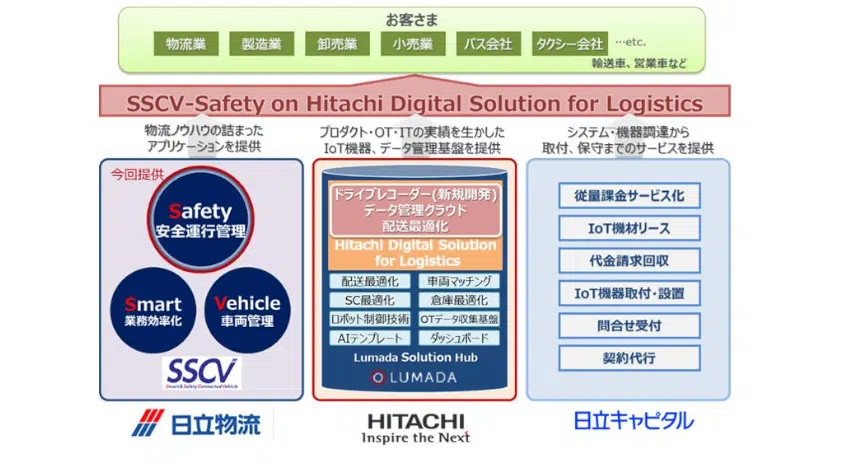 お客さま
物流業
製造業
卸売業
小売業
バス会社
タクシー会社
…etc.
輸送車、営業車など
SSCV-Safety on Hitachi Digital Solution for Logistics
物流ノウハウの詰まった
アプリケーションを提供
プロダクト・OT・ITの実績を生かした
IoT機器、データ管理基盤を提供
システム・機器調達から
取付、保守までのサービスを提供
今回提供
Safety
安全運行管理
Smart
業務効率化
Vehicle
車両管理
SSCV
Smart & Safety Connected Vehicle
日立物流
ドライブレコーダー(新規開発)
データ管理クラウド
配送最適化
Hitachi Digital Solution
for Logistics
配送最適化
車両マッチング
SC最適化
倉庫最適化
ロボット制御技術
OTデータ収集基盤
AIテンプレート
ダッシュボード
Lumada Solution Hub
LUMADA
HITACHI
Inspire the Next
従量課金サービス化
IoT機材リース
代金請求回収
IoT機器取付・設置
問合せ受付
契約代行
日立キャピタル